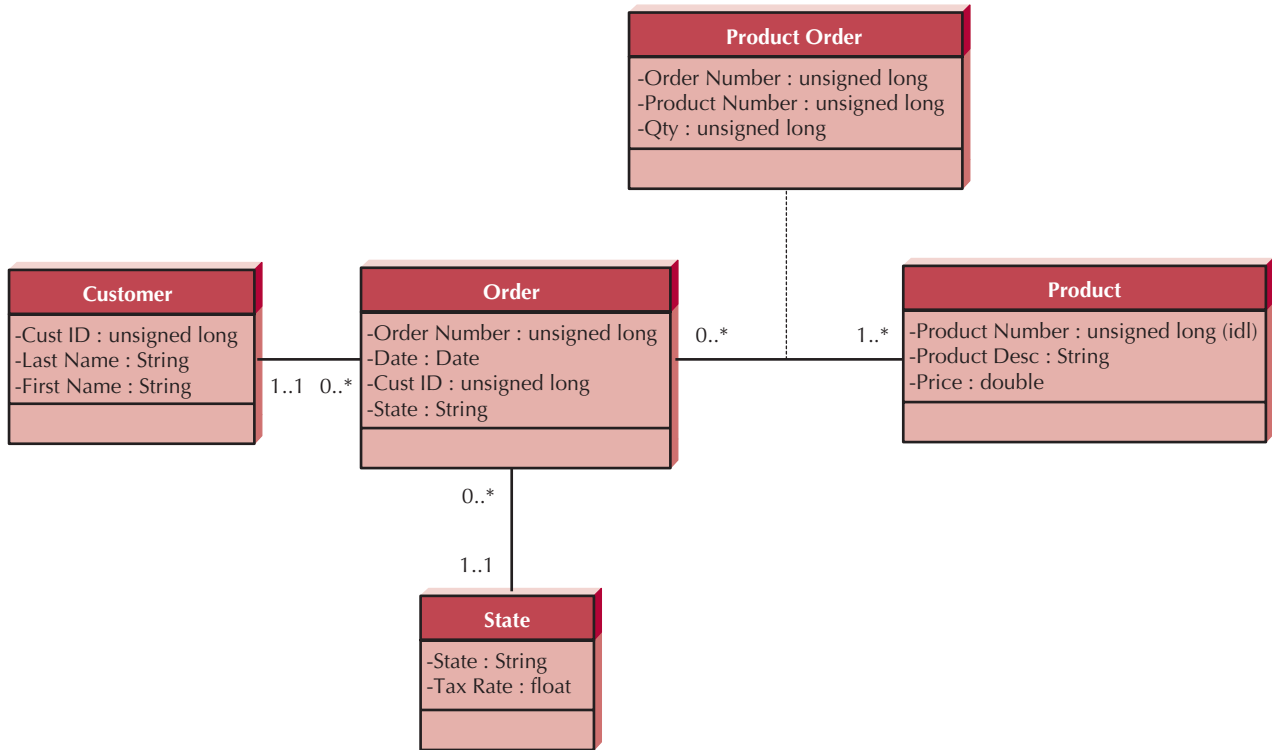 Product Order
-Order Number : unsigned long
-Product Number : unsigned long
-Qty : unsigned long
Customer
-Cust ID : unsigned long
-Last Name : String
-First Name : String
1..1
0..*
Order
-Order Number : unsigned long
-Date : Date
-Cust ID : unsigned long
-State : String
0..*
1..*
Product
-Product Number : unsigned long (idl)
-Product Desc : String
-Price : double
0..*
1..1
State
-State : String
-Tax Rate : float